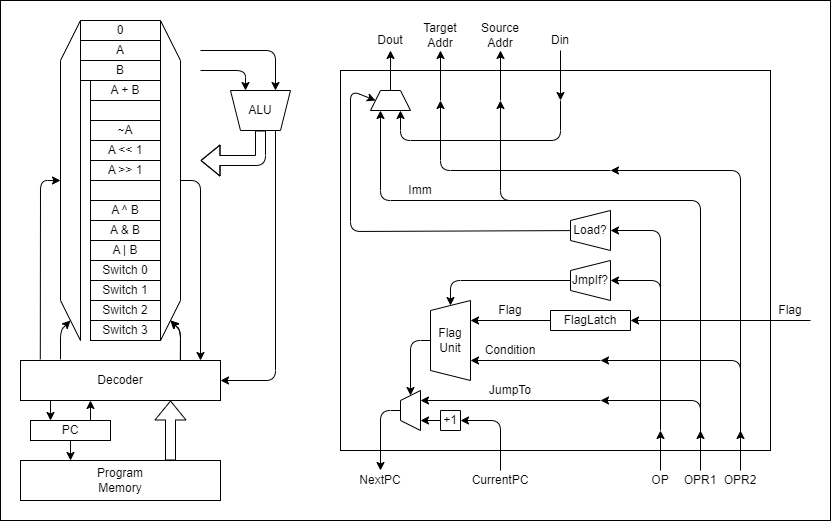 0
A
B
A + B
~A
A << 1
A >> 1
A ^ B
A & B
A | B
Switch 0
Switch 1
Switch 2
Switch 3
ALU
Decoder
PC
Program
Memory
Dout
Target
Addr
Source
Addr
Din
Imm
Load?
JmpIf?
Flag
FlagLatch
Flag
Flag
Unit
Condition
JumpTo
+1
NextPC
CurrentPC
OP
OPR1
OPR2